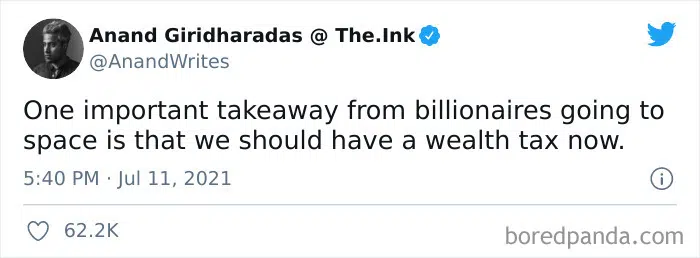 Anand Giridharadas @ The.Ink
@AnandWrites
One important takeaway from billionaires going to
space is that we should have a wealth tax now.
5:40 PM · Jul 11, 2021
62.2K
boredpanda.com